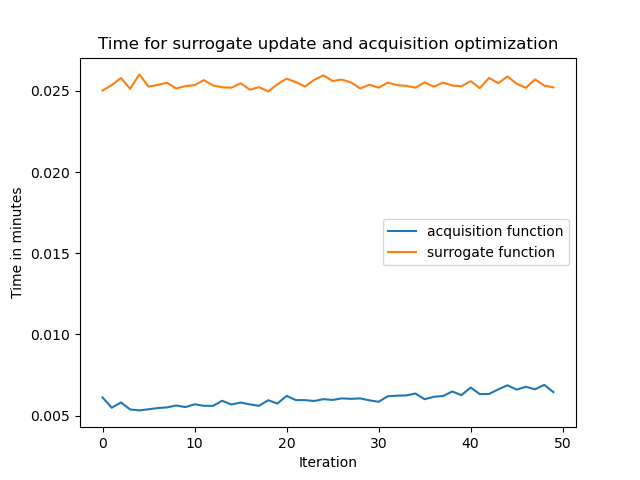 Time for surrogate update and acquisition optimization
0.025
0.020
0.015
0.010
0.005
Time in minutes
acquisition function
surrogate function
0 10 20 30 40 50
Iteration